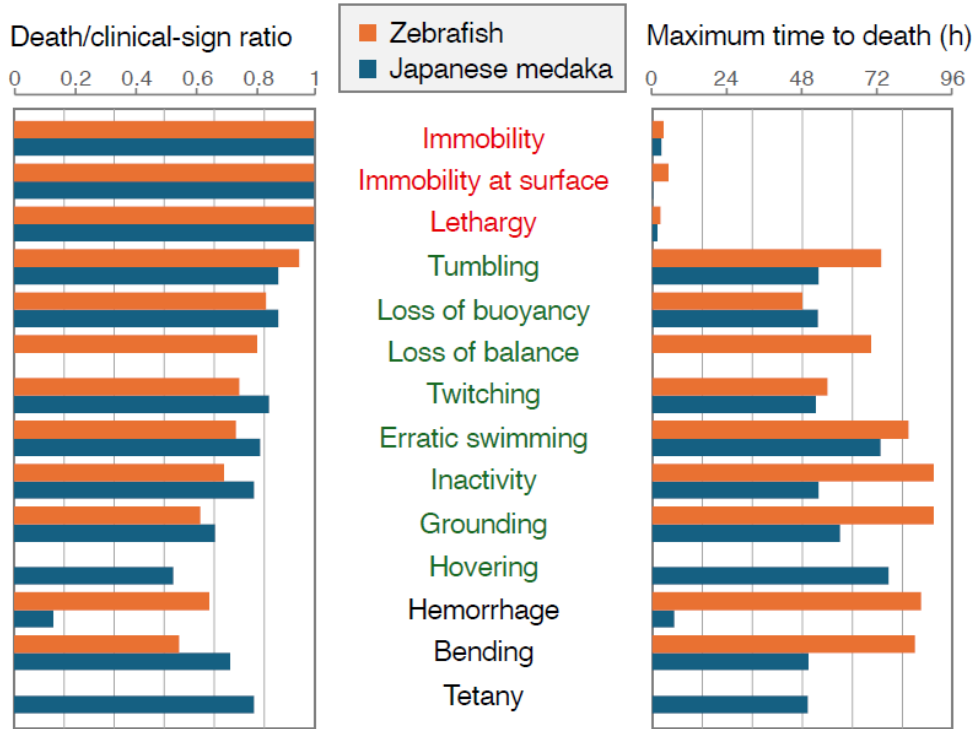 Death/clinical-sign ratio
0 0.2 0.4 0.6 0.8 1
Zebrafish
Japanese medaka
Maximum time to death (h)
0 24 48 72 96
Immobility
Immobility at surface
Lethargy
Tumbling
Loss of buoyancy
Loss of balance
Twitching
Erratic swimming
Inactivity
Grounding
Hovering
Hemorrhage
Bending
Tetany